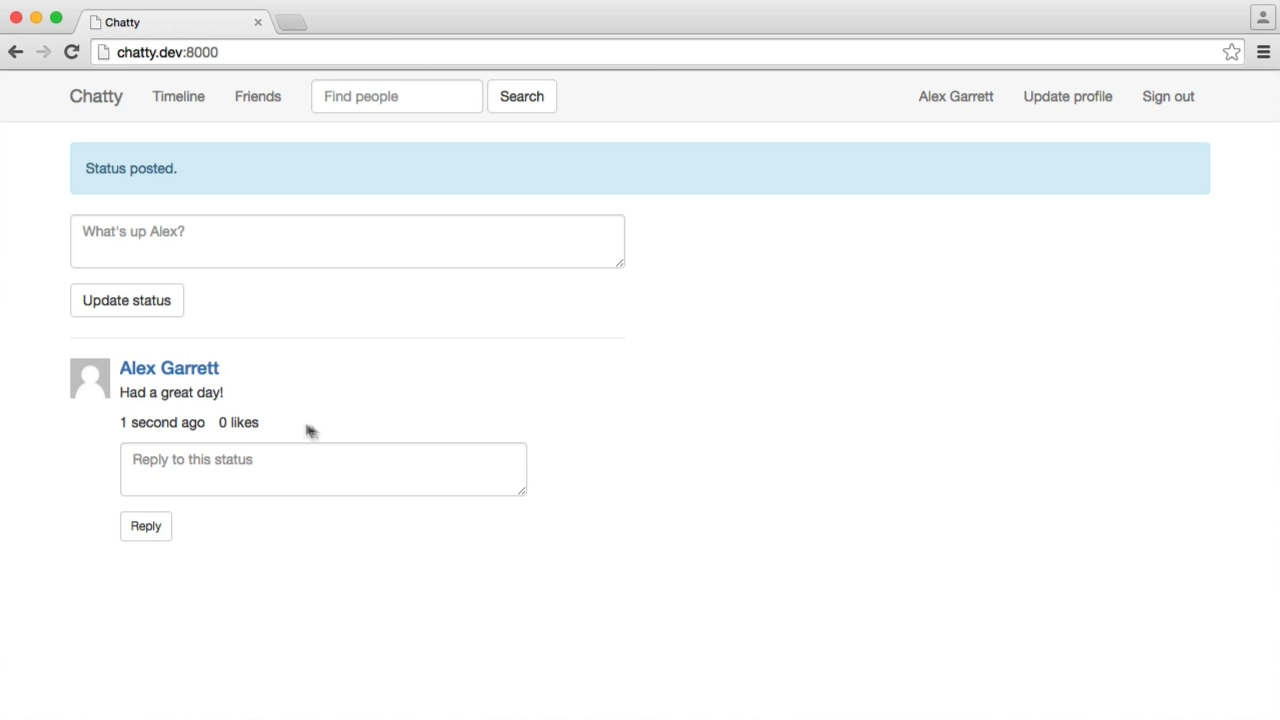 Chatty
chatty.dev:8000
Chatty Timeline Friends Find people Search Alex Garrett Update profile Sign out
Status posted.
What's up Alex?
Update status
Alex Garrett
Had a great day!
1 second ago 0 likes
Reply to this status
Reply